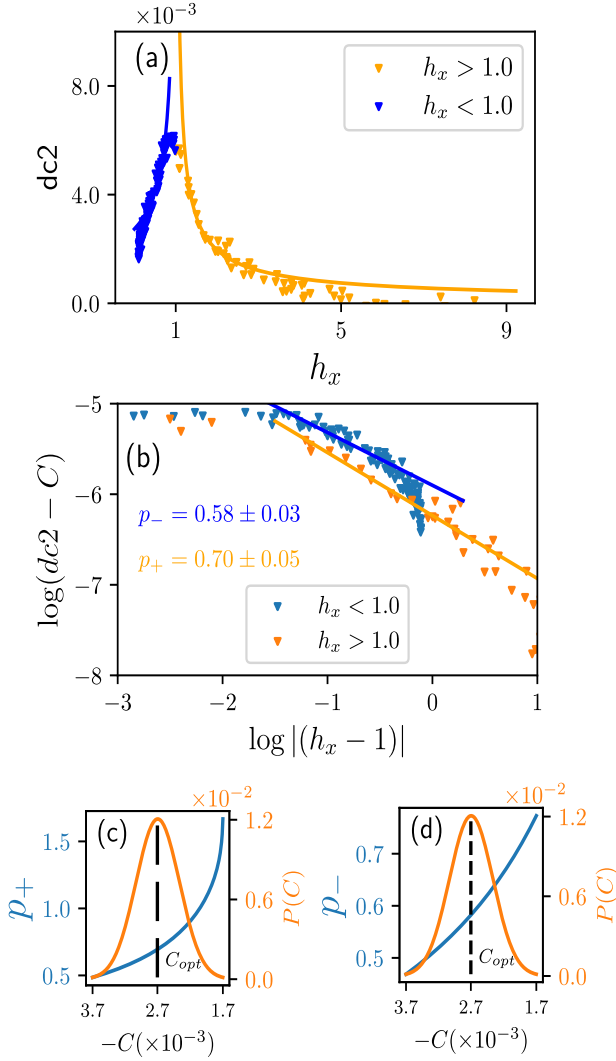 ×10⁻³
(a)
hₓ > 1.0
hₓ < 1.0
dc2
8.0
4.0
0.0
1 5 9
hₓ
−5
−6
−7
−8
(b)
p₋ = 0.58 ± 0.03
p₊ = 0.70 ± 0.05
hₓ < 1.0
hₓ > 1.0
log(dc2 − C)
−3 −2 −1 0 1
log |(hₓ − 1)|
×10⁻²
(c)
p₊
1.5
1.0
0.5
C_opt
1.2
0.6
0.0
P(C)
3.7 2.7 1.7
−C(×10⁻³)
×10⁻²
(d)
p₋
0.7
0.6
0.5
C_opt
1.2
0.6
0.0
P(C)
3.7 2.7 1.7
−C(×10⁻³)